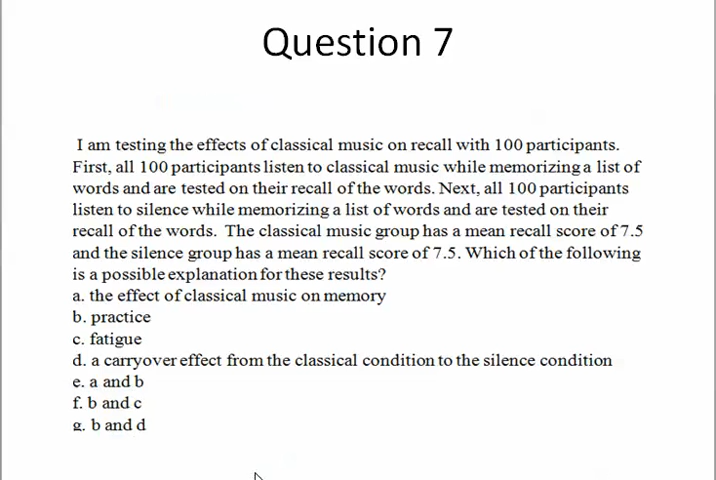 Question 7
I am testing the effects of classical music on recall with 100 participants.
First, all 100 participants listen to classical music while memorizing a list of
words and are tested on their recall of the words. Next, all 100 participants
listen to silence while memorizing a list of words and are tested on their
recall of the words. The classical music group has a mean recall score of 7.5
and the silence group has a mean recall score of 7.5. Which of the following
is a possible explanation for these results?
a. the effect of classical music on memory
b. practice
c. fatigue
d. a carryover effect from the classical condition to the silence condition
e. a and b
f. b and c
g. b and d